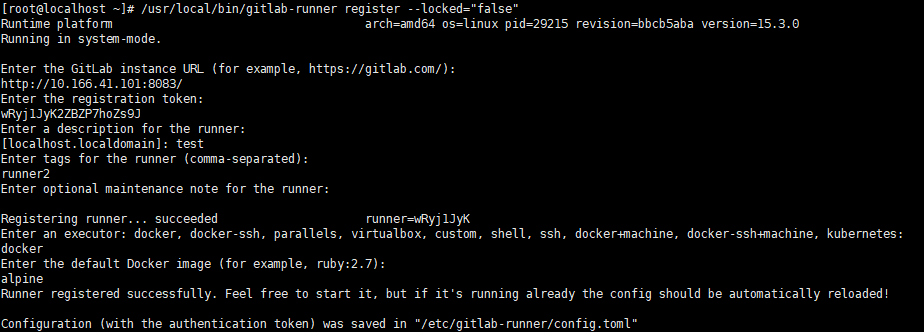 [root@localhost ~]# /usr/local/bin/gitlab-runner register --locked="false"
Runtime platform arch=amd64 os=linux pid=29215 revision=bbcb5aba version=15.3.0
Running in system-mode.
Enter the GitLab instance URL (for example, https://gitlab.com/):
http://10.166.41.101:8083/
Enter the registration token:
wRyj1JyK2ZBZP7hoZs9J
Enter a description for the runner:
[localhost.localdomain]: test
Enter tags for the runner (comma-separated):
runner2
Enter optional maintenance note for the runner:
Registering runner... succeeded runner=wRyj1JyK
Enter an executor: docker, docker-ssh, parallels, virtualbox, custom, shell, ssh, docker+machine, docker-ssh+machine, kubernetes:
docker
Enter the default Docker image (for example, ruby:2.7):
alpine
Runner registered successfully. Feel free to start it, but if it's running already the config should be automatically reloaded!
Configuration (with the authentication token) was saved in "/etc/gitlab-runner/config.toml"